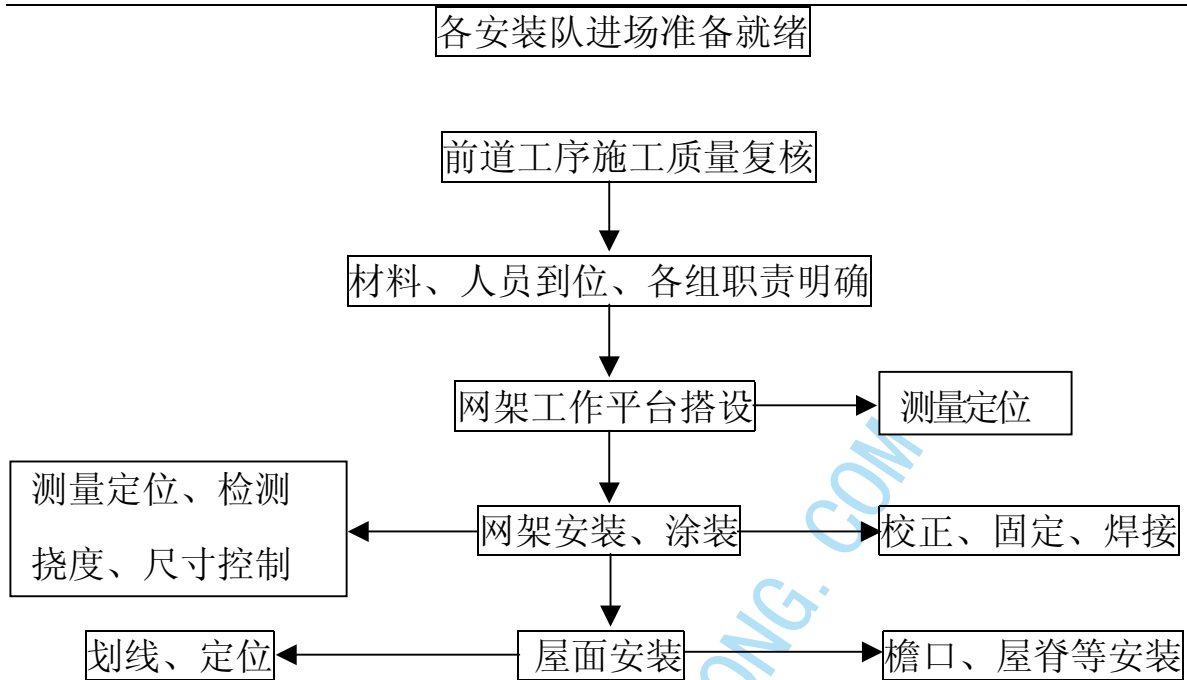 各安装队进场准备就绪
前道工序施工质量复核
材料、人员到位、各组职责明确
网架工作平台搭设
测量定位
测量定位、检测
挠度、尺寸控制
网架安装、涂装
校正、固定、焊接
划线、定位
屋面安装
檐口、屋脊等安装
ONG. COM